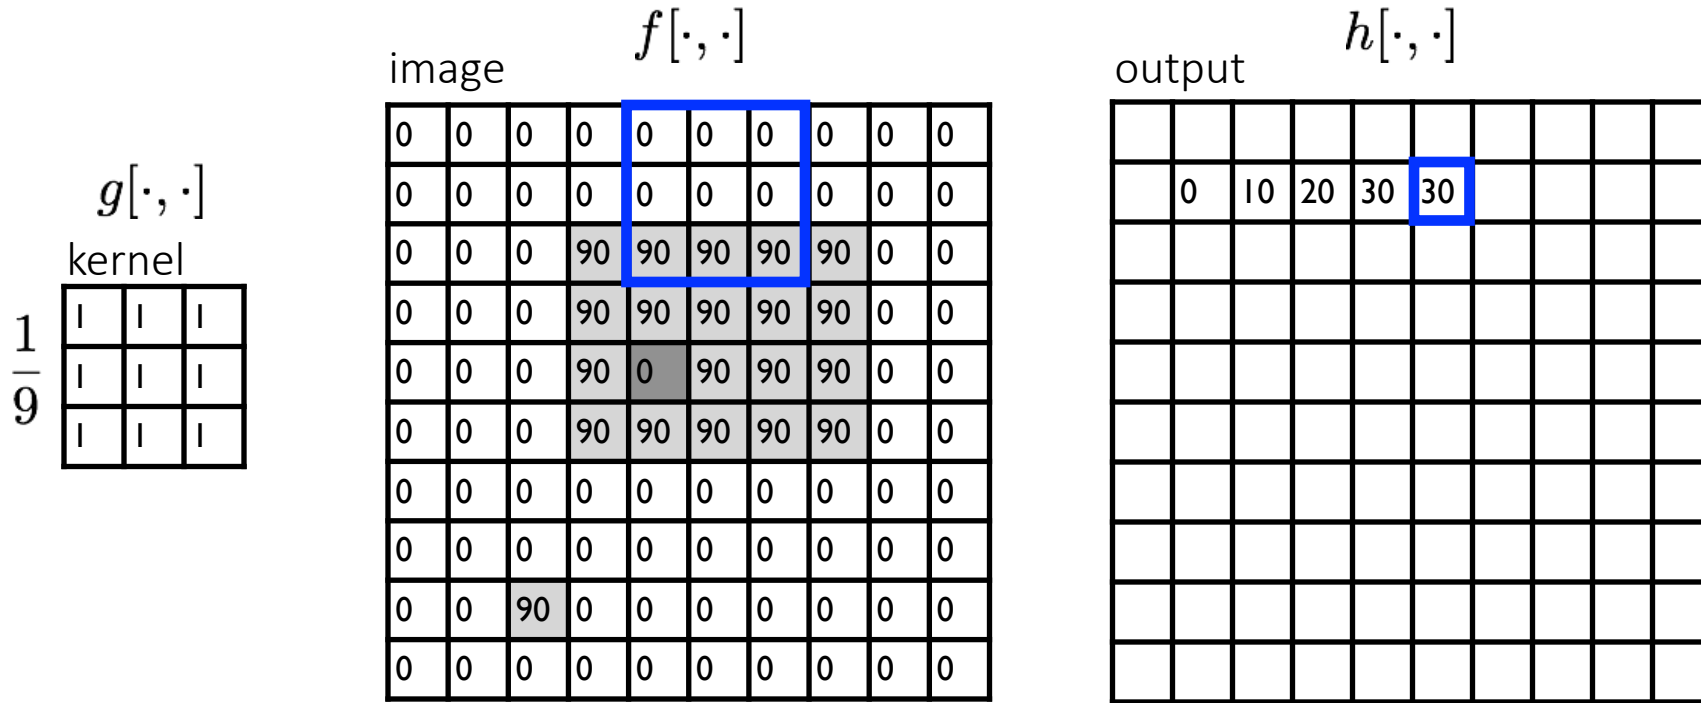 f[·, ·]
h[·, ·]
image
output
g[·, ·]
kernel
1/9
1 1 1
1 1 1
1 1 1
0 0 0 0 0 0 0 0 0 0
0 0 0 0 0 0 0 0 0 0
0 0 0 90 90 90 90 90 0 0
0 0 0 90 90 90 90 90 0 0
0 0 0 90 0 90 90 90 0 0
0 0 0 90 90 90 90 90 0 0
0 0 0 0 0 0 0 0 0 0
0 0 0 0 0 0 0 0 0 0
0 0 90 0 0 0 0 0 0 0
0 0 0 0 0 0 0 0 0 0
0 10 20 30 30